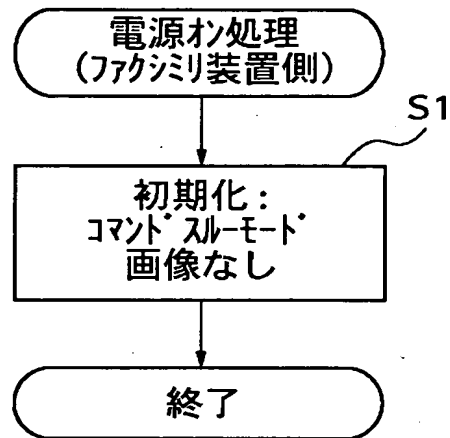 電源オン処理
(ファクシミリ装置側)
S1
初期化:
コマンドスルーモード
画像なし
終了